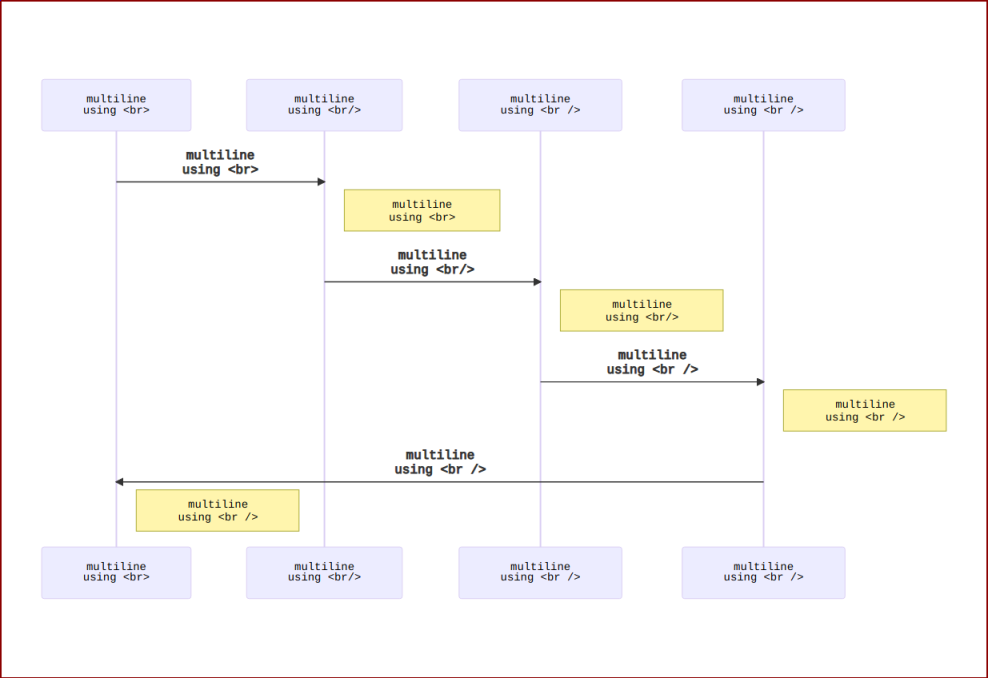 multiline
using <br>
multiline
using <br/>
multiline
using <br />
multiline
using <br />
multiline
using <br>
multiline
using <br>
multiline
using <br/>
multiline
using <br/>
multiline
using <br />
multiline
using <br />
multiline
using <br />
multiline
using <br />
multiline
using <br>
multiline
using <br/>
multiline
using <br />
multiline
using <br />